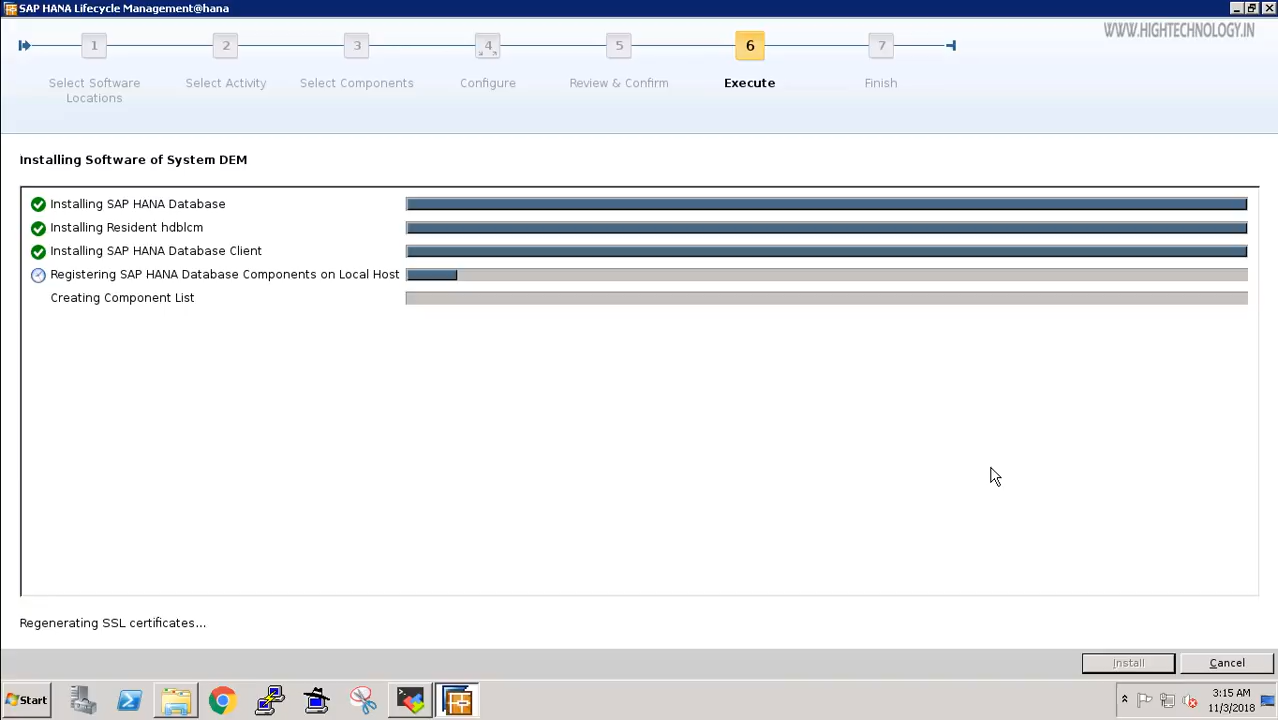 SAP HANA Lifecycle Management@hana
WWW.HIGHTECHNOLOGY.IN
1
2
3
4
5
6
7
Select Software
Locations
Select Activity
Select Components
Configure
Review & Confirm
Execute
Finish
Installing Software of System DEM
Installing SAP HANA Database
Installing Resident hdblcm
Installing SAP HANA Database Client
Registering SAP HANA Database Components on Local Host
Creating Component List
Regenerating SSL certificates...
Install
Cancel
Start
3:15 AM
11/3/2018